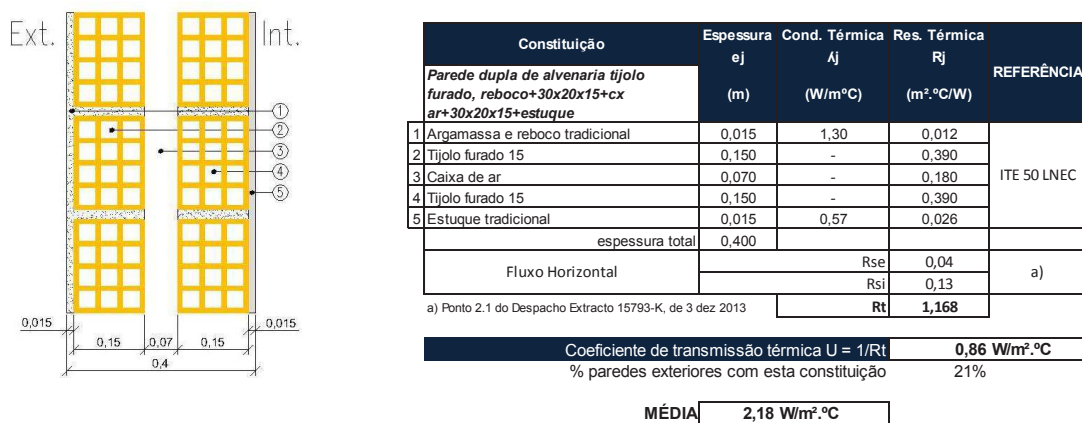 Ext.
Int.
1
2
3
4
5
0,015
0,015
0,15
0,07
0,15
0,4
Constituição
Espessura
Cond. Térmica
Res. Térmica
REFERÊNCIA
ej
λj
Rj
Parede dupla de alvenaria tijolo
furado, reboco+30x20x15+cx
ar+30x20x15+estuque
(m)
(W/mºC)
(m².ºC/W)
1 Argamassa e reboco tradicional 0,015 1,30 0,012
2 Tijolo furado 15 0,150 - 0,390
3 Caixa de ar 0,070 - 0,180
ITE 50 LNEC
4 Tijolo furado 15 0,150 - 0,390
5 Estuque tradicional 0,015 0,57 0,026
espessura total 0,400
Fluxo Horizontal
Rse 0,04
Rsi 0,13
a)
a) Ponto 2.1 do Despacho Extracto 15793-K, de 3 dez 2013
Rt 1,168
Coeficiente de transmissão térmica U = 1/Rt 0,86 W/m².ºC
% paredes exteriores com esta constituição 21%
MÉDIA 2,18 W/m².ºC